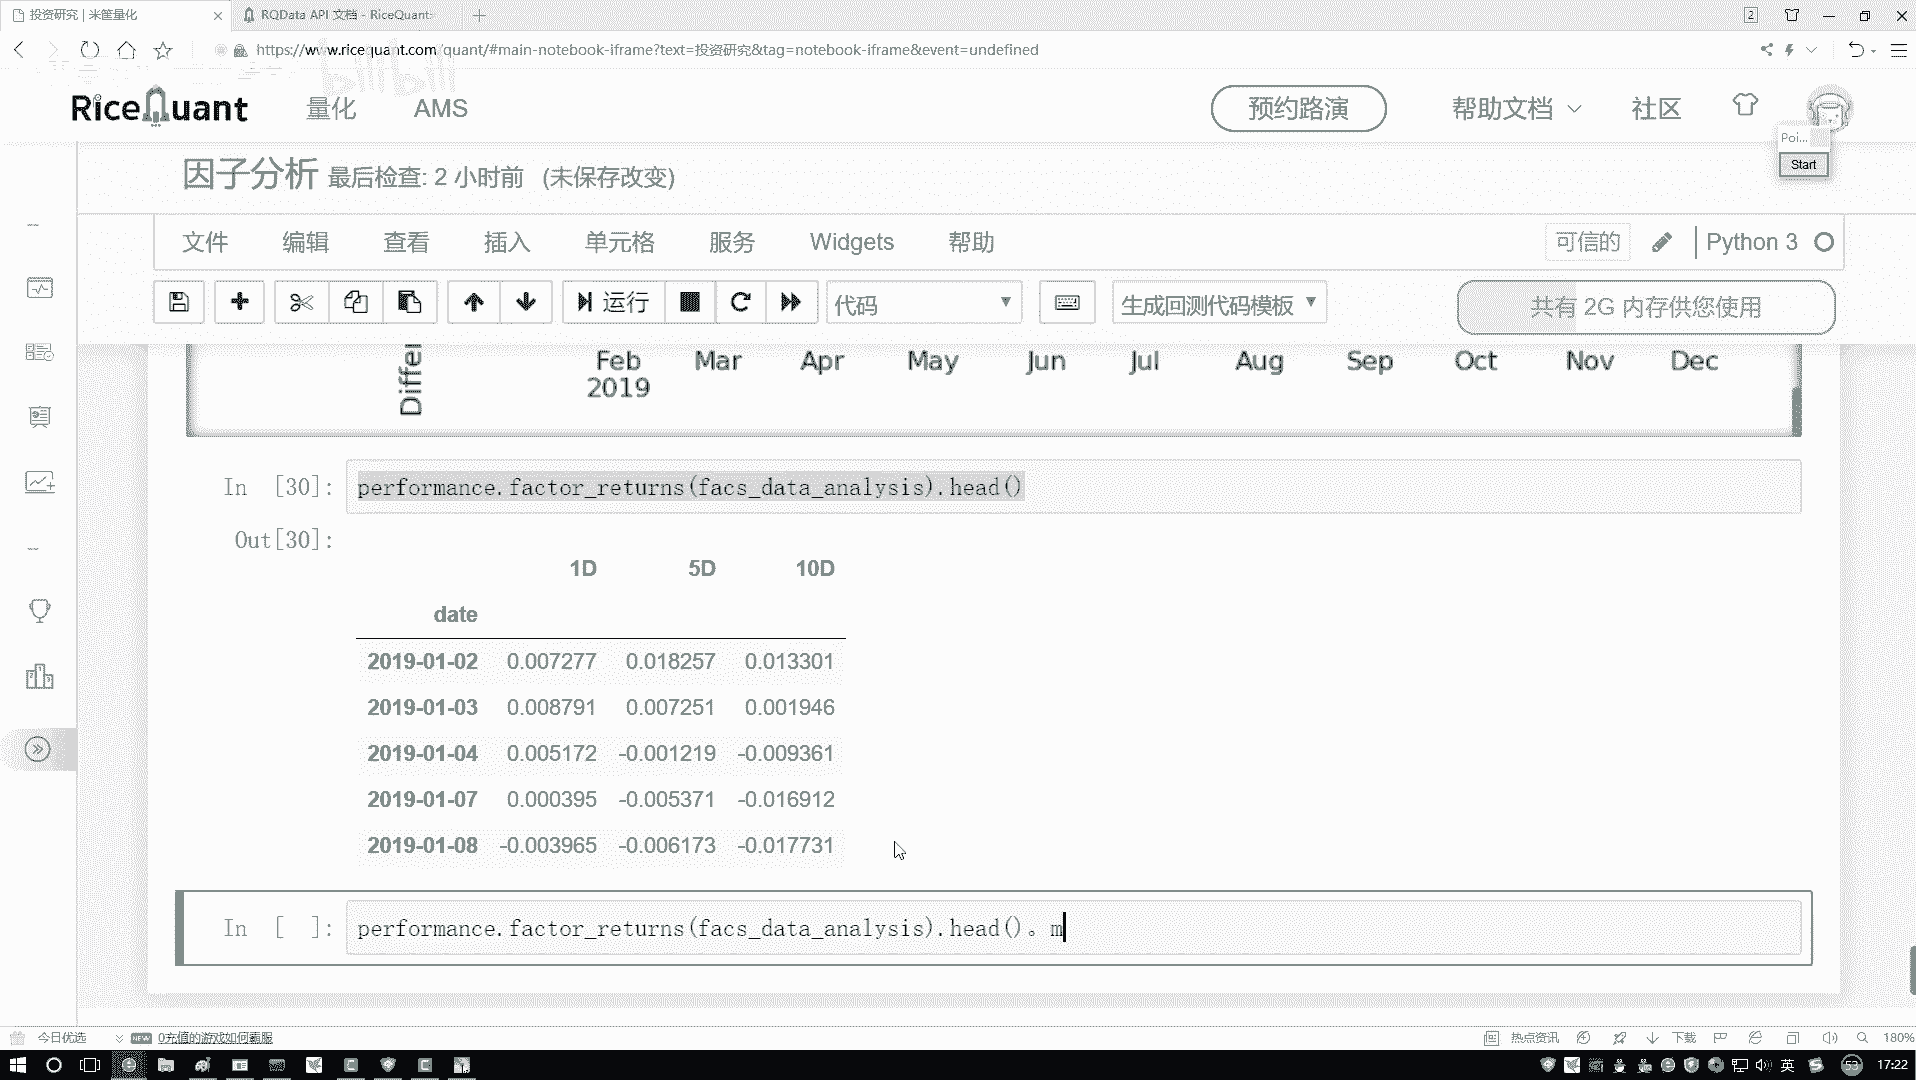 投资研究 | 米筐量化
RQData API 文档 - RiceQuant
2
https://www.ricequant.com/quant/#main-notebook-iframe?text=投资研究&tag=notebook-iframe&event=undefined
bilibili
RiceQuant
量化
AMS
预约路演
帮助文档
社区
Poi...
Start
因子分析 最后检查: 2 小时前 (未保存改变)
文件 编辑 查看 插入 单元格 服务 Widgets 帮助
可信的
Python 3
运行
代码
生成回测代码模板
共有 2G 内存供您使用
Differ
Feb Mar Apr May Jun Jul Aug Sep Oct Nov Dec
2019
In [30]: performance.factor_returns(facs_data_analysis).head()
Out[30]:
1D 5D 10D
date
2019-01-02 0.007277 0.018257 0.013301
2019-01-03 0.008791 0.007251 0.001946
2019-01-04 0.005172 -0.001219 -0.009361
2019-01-07 0.000395 -0.005371 -0.016912
2019-01-08 -0.003965 -0.006173 -0.017731
In [ ]: performance.factor_returns(facs_data_analysis).head()。m
今日优选
NEW
0充值的游戏如何霸服
热点资讯
下载
180%
英
53
17:22